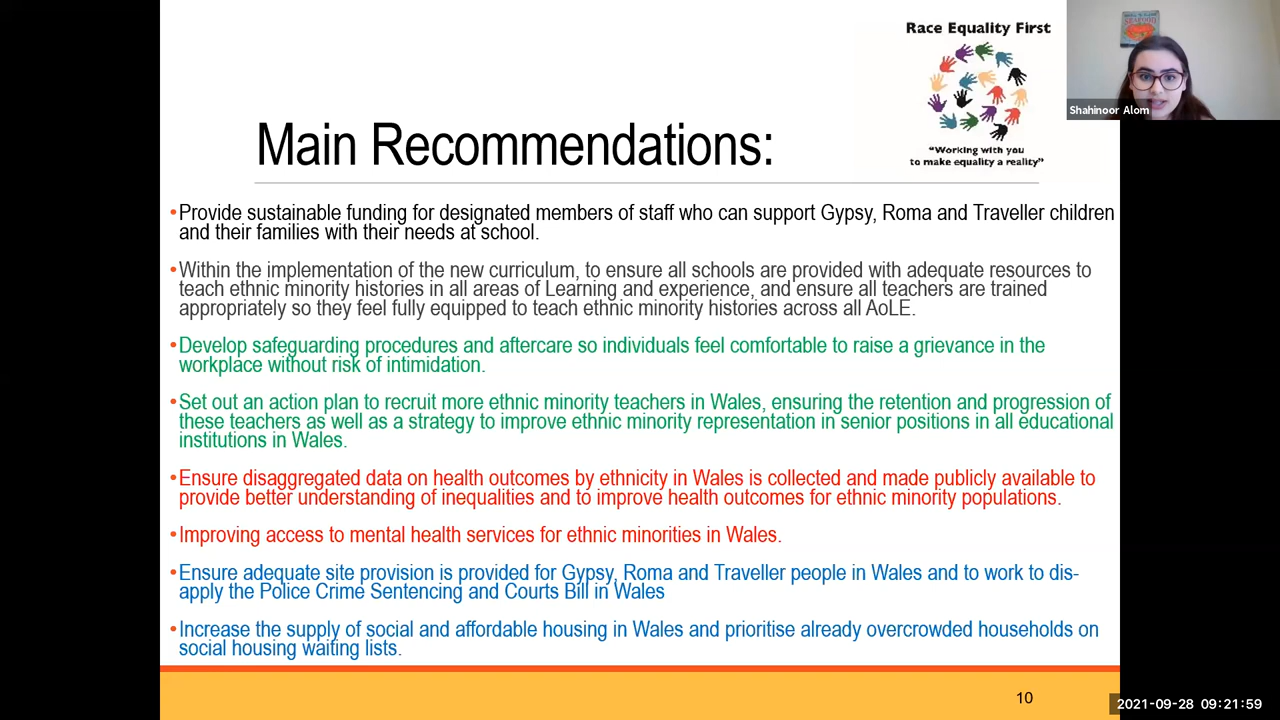 Race Equality First
"Working with you
to make equality a reality"
Shahinoor Alom
Main Recommendations:
•Provide sustainable funding for designated members of staff who can support Gypsy, Roma and Traveller children
and their families with their needs at school.
•Within the implementation of the new curriculum, to ensure all schools are provided with adequate resources to
teach ethnic minority histories in all areas of Learning and experience, and ensure all teachers are trained
appropriately so they feel fully equipped to teach ethnic minority histories across all AoLE.
•Develop safeguarding procedures and aftercare so individuals feel comfortable to raise a grievance in the
workplace without risk of intimidation.
•Set out an action plan to recruit more ethnic minority teachers in Wales, ensuring the retention and progression of
these teachers as well as a strategy to improve ethnic minority representation in senior positions in all educational
institutions in Wales.
•Ensure disaggregated data on health outcomes by ethnicity in Wales is collected and made publicly available to
provide better understanding of inequalities and to improve health outcomes for ethnic minority populations.
•Improving access to mental health services for ethnic minorities in Wales.
•Ensure adequate site provision is provided for Gypsy, Roma and Traveller people in Wales and to work to dis-
apply the Police Crime Sentencing and Courts Bill in Wales
•Increase the supply of social and affordable housing in Wales and prioritise already overcrowded households on
social housing waiting lists.
10
2021-09-28 09:21:59